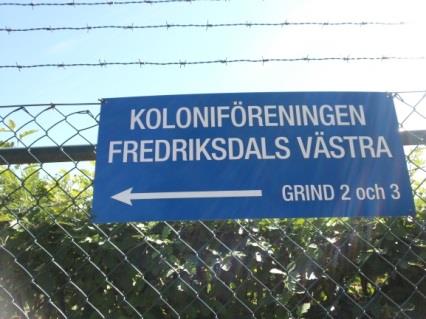 KOLONIFÖRENINGEN
FREDRIKSDALS VÄSTRA
GRIND 2 och 3